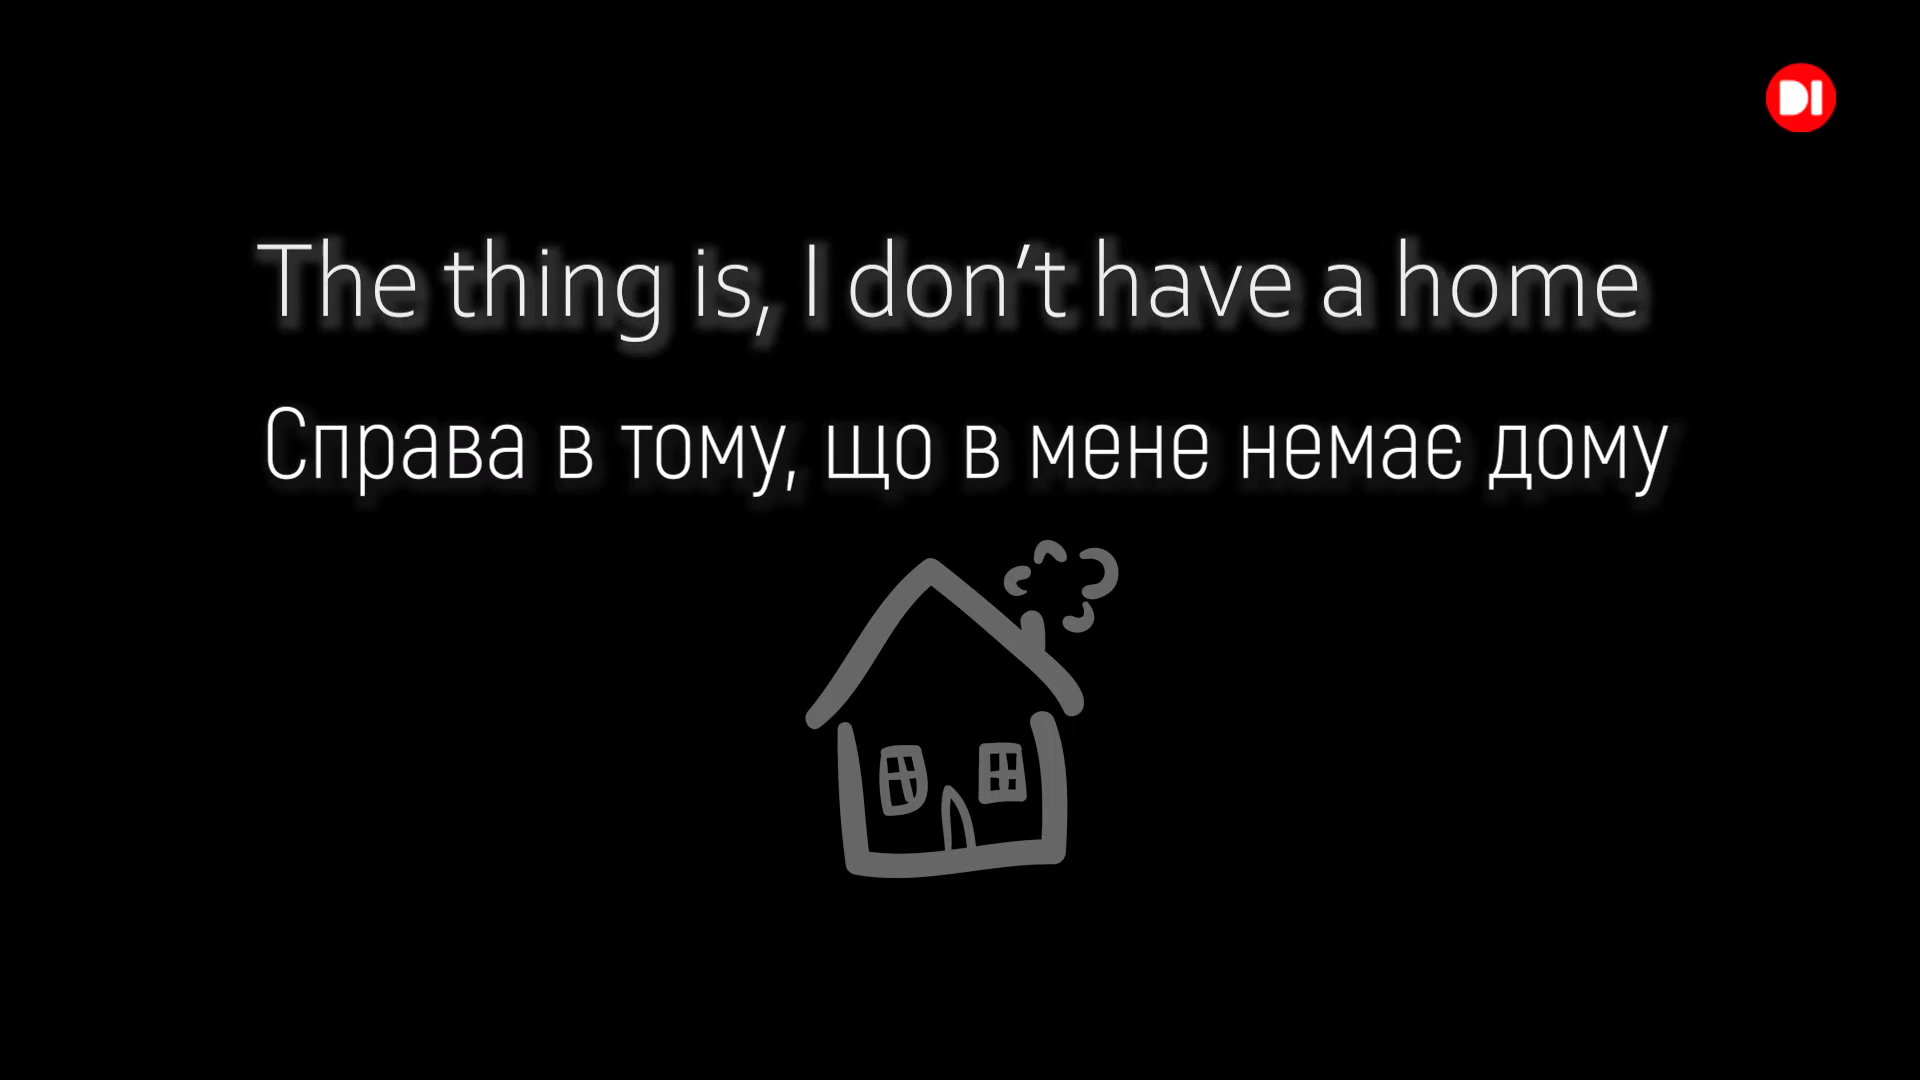 DI
The thing is, I don’t have a home
Справа в тому, що в мене немає дому